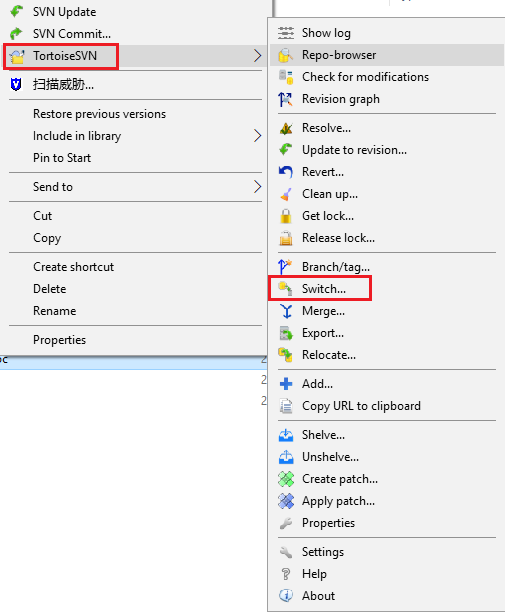 SVN Update
SVN Commit...
TortoiseSVN
扫描威胁...
Restore previous versions
Include in library
Pin to Start
Send to
Cut
Copy
Create shortcut
Delete
Rename
Properties
Show log
Repo-browser
Check for modifications
Revision graph
Resolve...
Update to revision...
Revert...
Clean up...
Get lock...
Release lock...
Branch/tag...
Switch...
Merge...
Export...
Relocate...
Add...
Copy URL to clipboard
Shelve...
Unshelve...
Create patch...
Apply patch...
Properties
Settings
Help
About